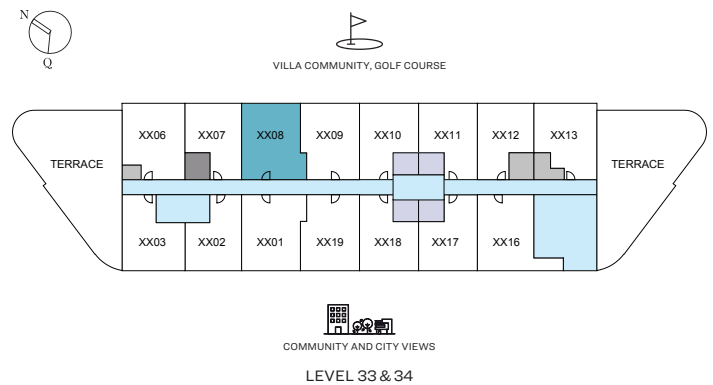 N
Q
VILLA COMMUNITY, GOLF COURSE
XX06 XX07 XX08 XX09 XX10 XX11 XX12 XX13
TERRACE TERRACE
XX03 XX02 XX01 XX19 XX18 XX17 XX16
COMMUNITY AND CITY VIEWS
LEVEL 33 & 34